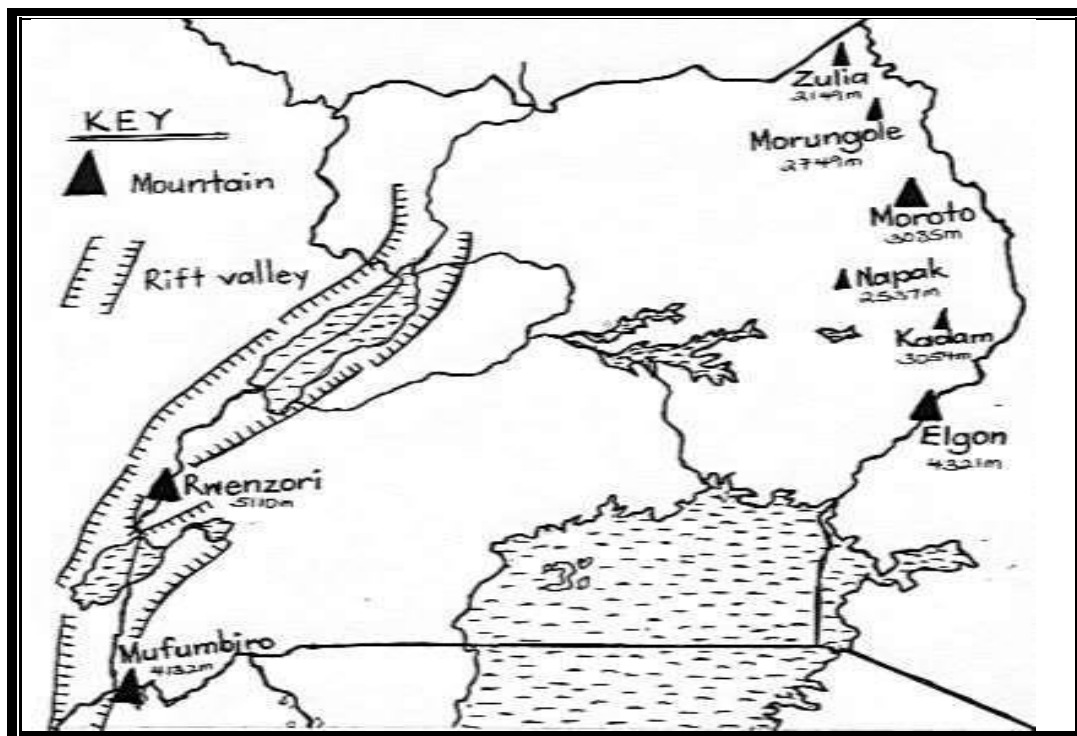 KEY
Mountain
Rift valley
Zulia
2149m
Morungole
2749m
Moroto
3085m
Napak
2537m
Kadam
3054m
Elgon
4321m
Rwenzori
5110m
Mufumbiro
4132m